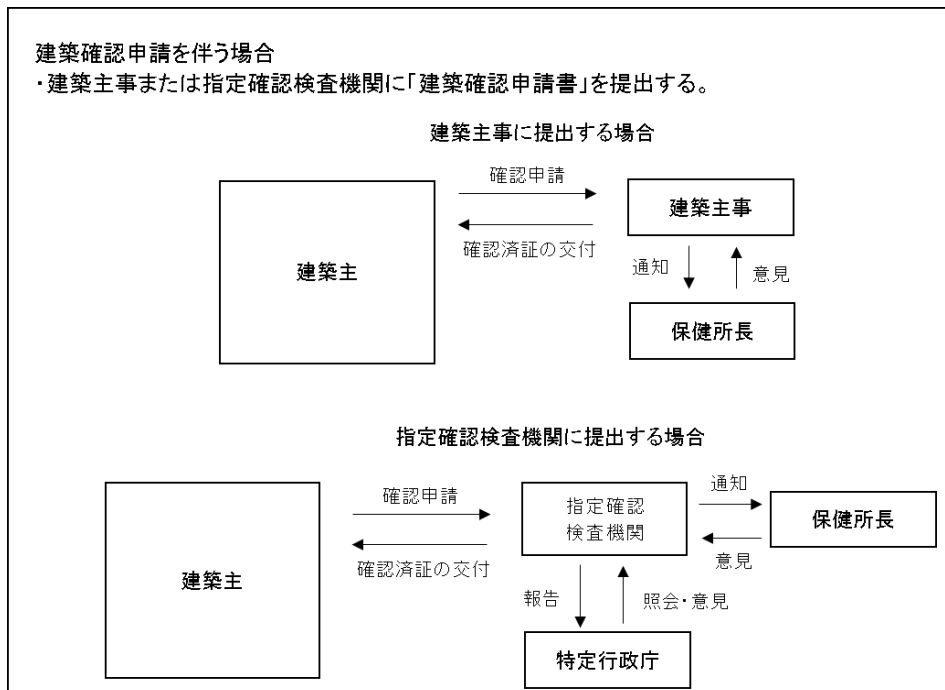 建築確認申請を伴う場合
・建築主事または指定確認検査機関に「建築確認申請書」を提出する。
建築主事に提出する場合
確認申請
建築主事
確認済証の交付
建築主
通知
意見
保健所長
指定確認検査機関に提出する場合
確認申請
指定確認
検査機関
通知
保健所長
確認済証の交付
意見
建築主
報告
照会・意見
特定行政庁